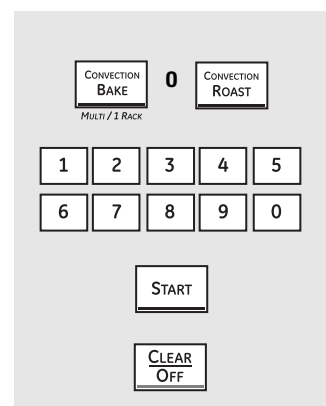 CONVECTION BAKE 0 CONVECTION ROAST
MULTI / 1 RACK
1 2 3 4 5
6 7 8 9 0
START
CLEAR
OFF